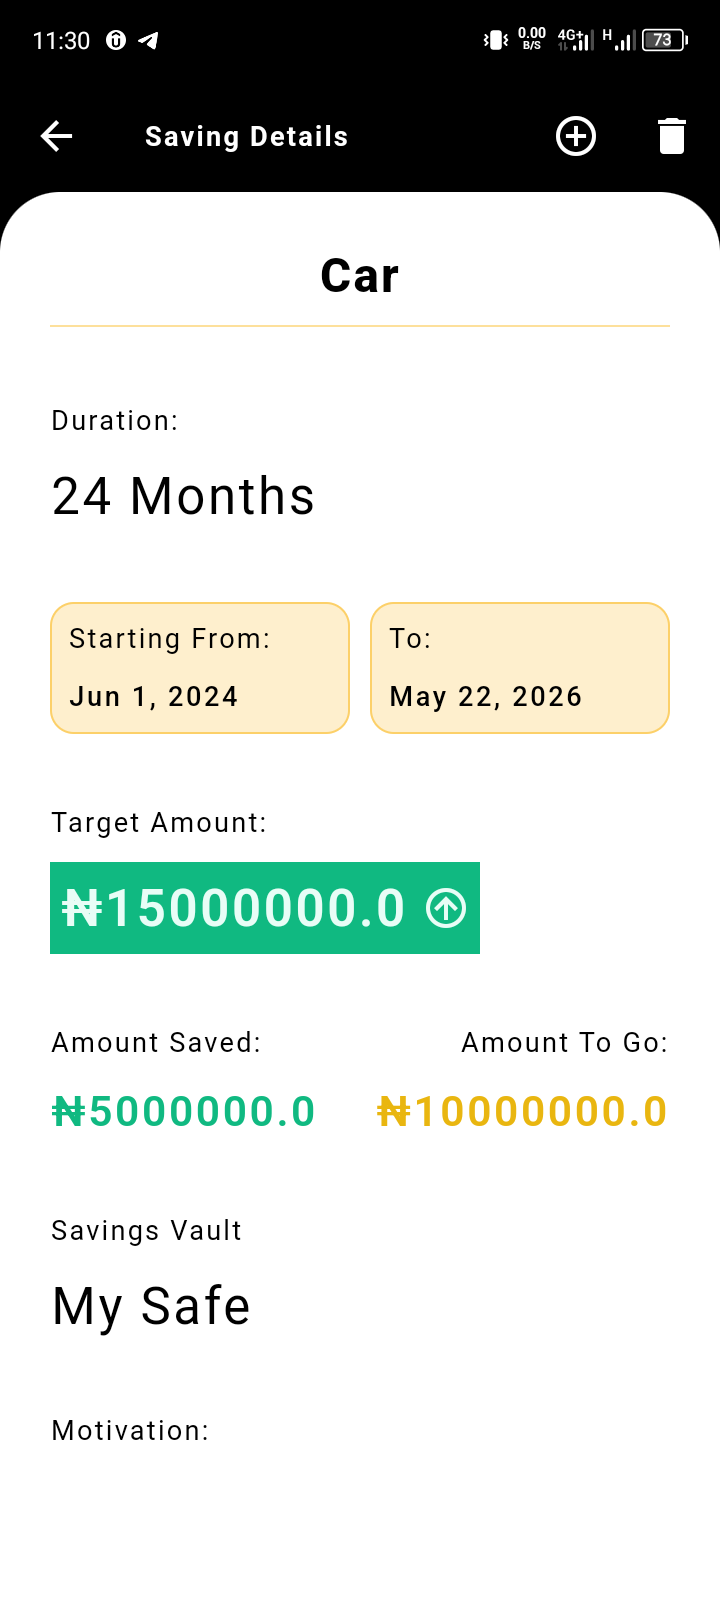 11:30 0.00 B/S 4G+ H 73
Saving Details
Car
Duration:
24 Months
Starting From:
Jun 1, 2024
To:
May 22, 2026
Target Amount:
₦15000000.0
Amount Saved:
₦5000000.0
Amount To Go:
₦10000000.0
Savings Vault
My Safe
Motivation: